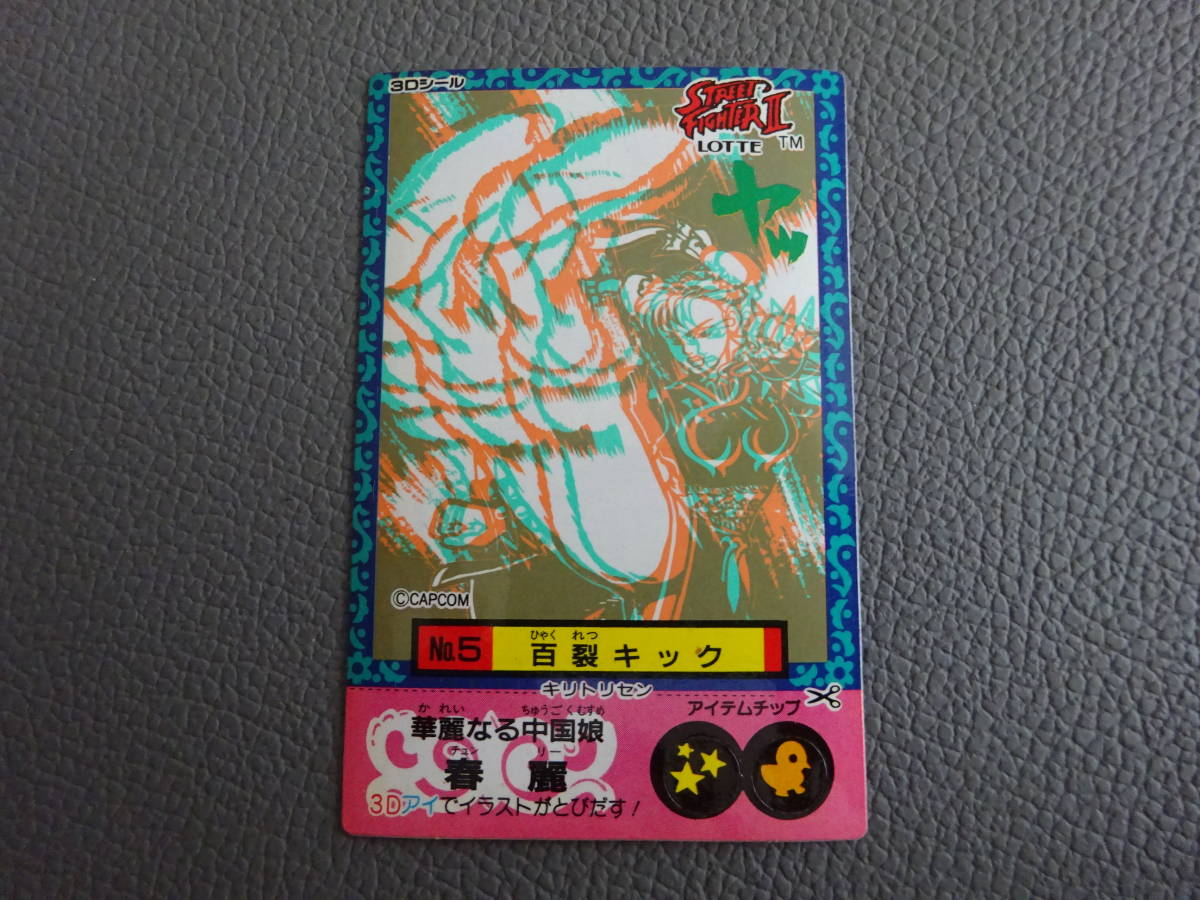 3Dシール
STREET
FIGHTER II
LOTTE TM
ヤッ
©CAPCOM
No.5
ひゃく れつ
百裂キック
キリトリセン
かれい ちゅうごくむすめ
華麗なる中国娘
チュン リー
春麗
3Dアイでイラストがとびだす!
アイテムチップ